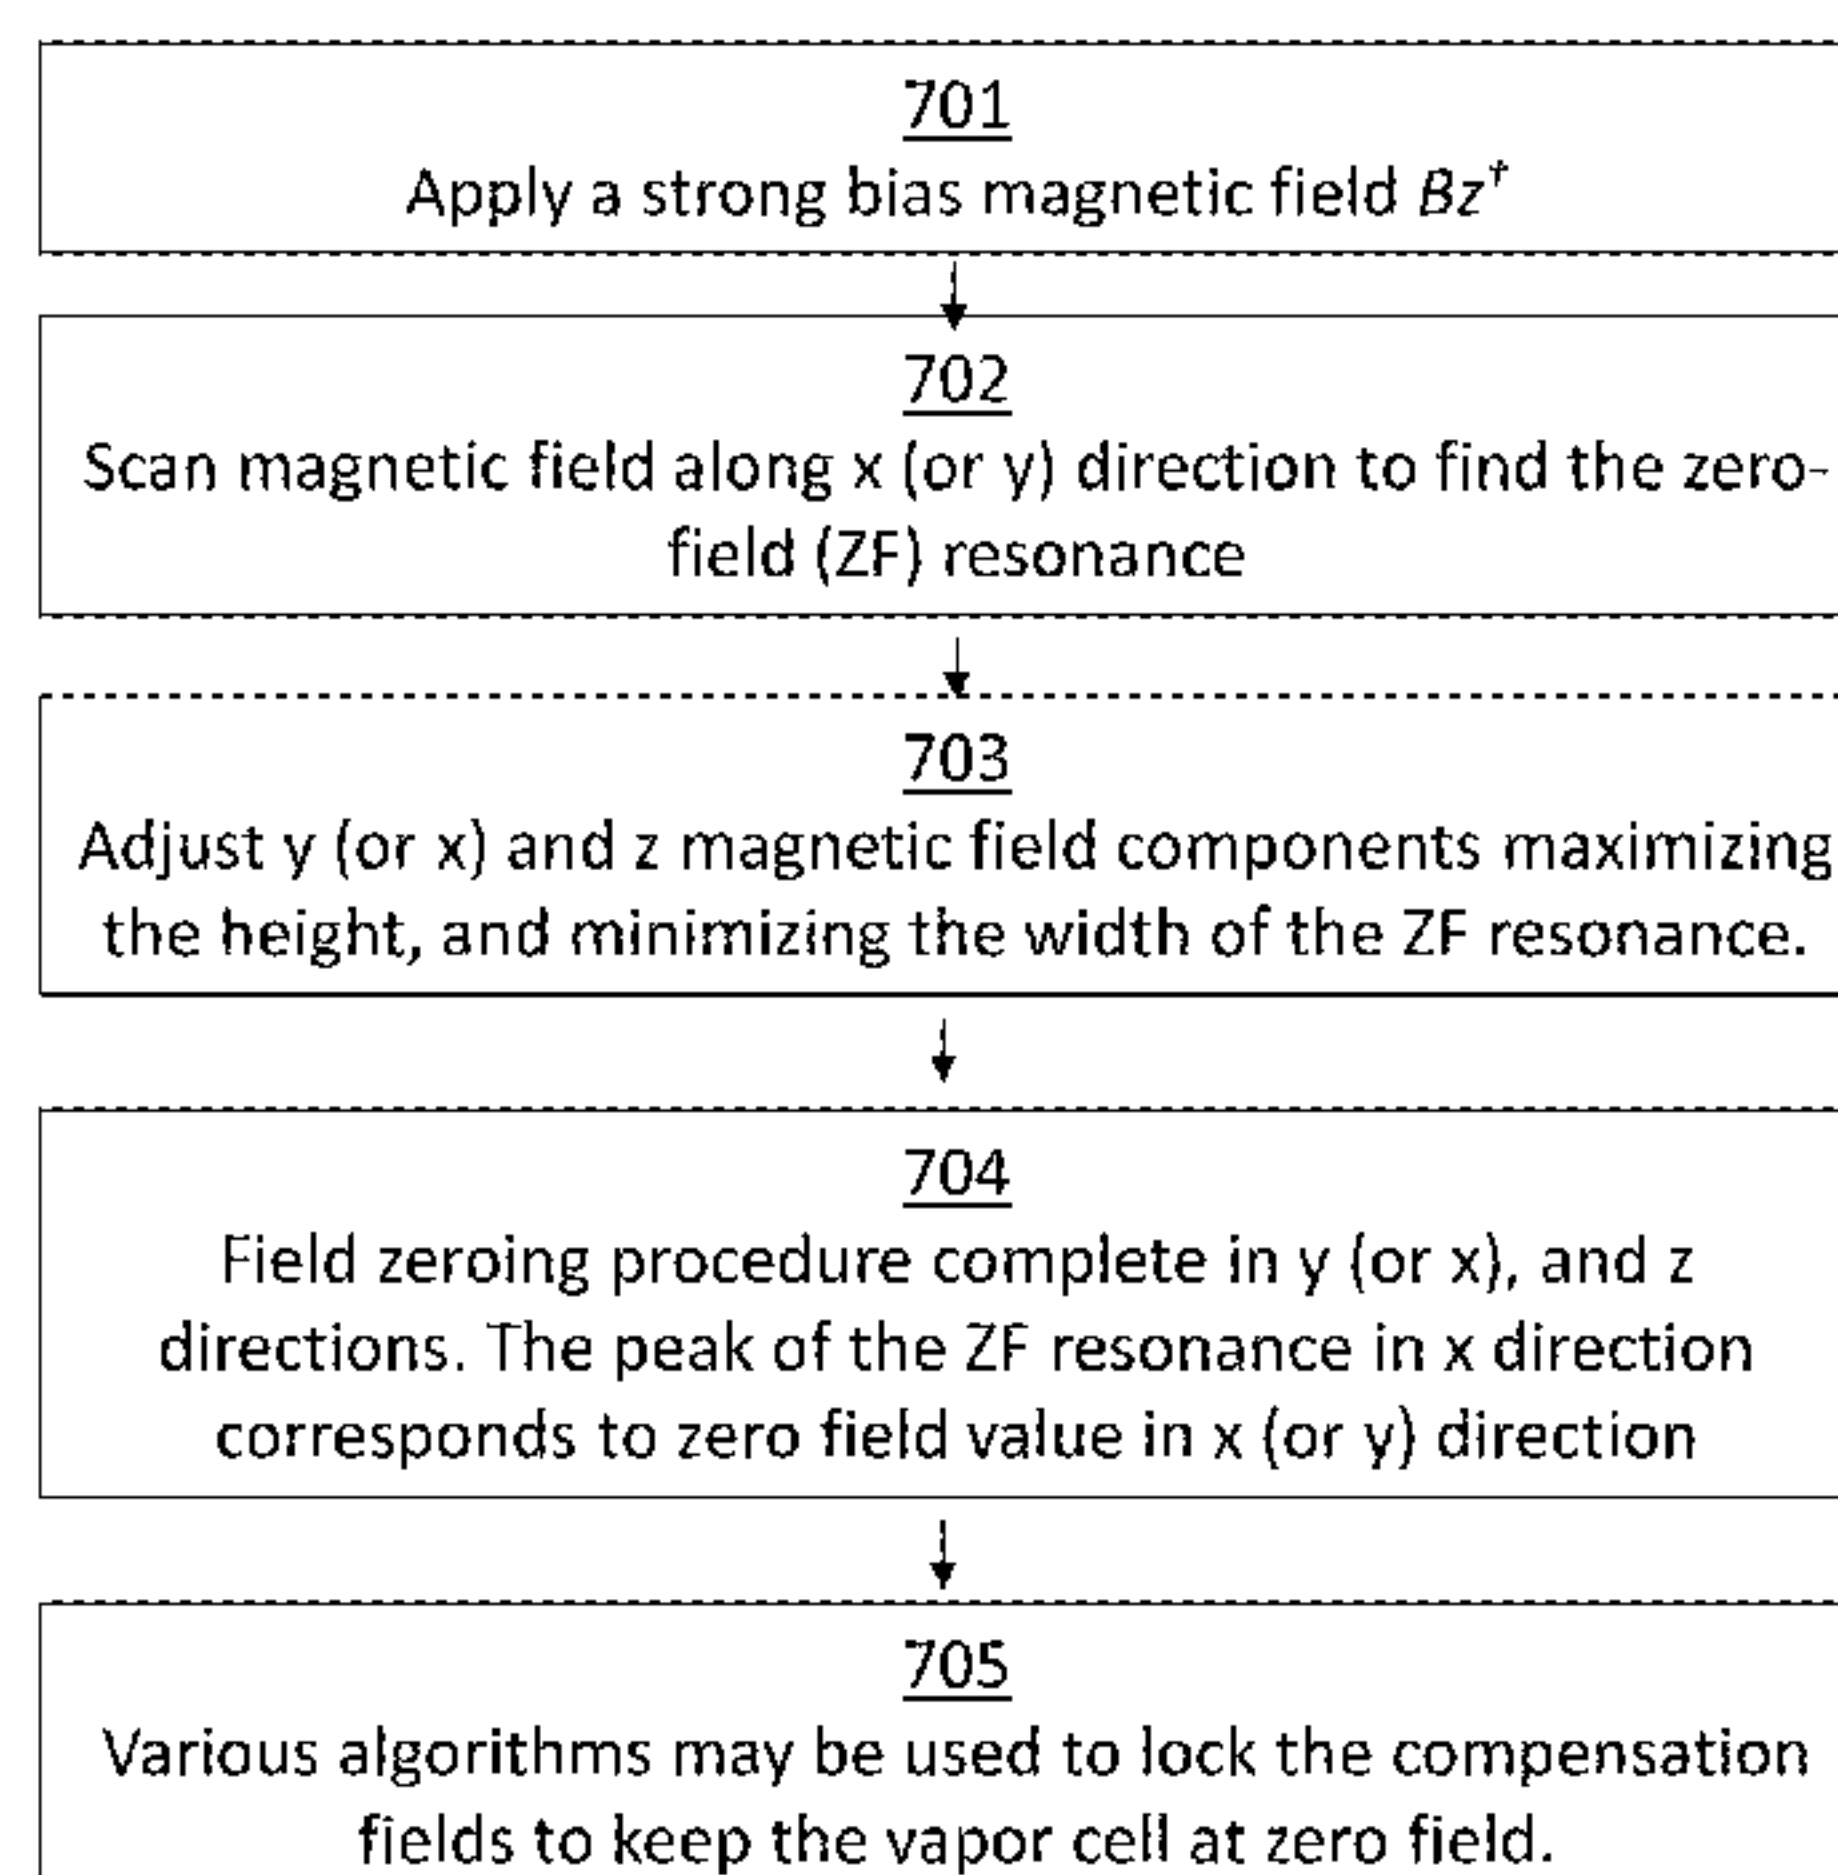 701
Apply a strong bias magnetic field Bz†
702
Scan magnetic field along x (or y) direction to find the zero-
field (ZF) resonance
703
Adjust y (or x) and z magnetic field components maximizing
the height, and minimizing the width of the ZF resonance.
704
Field zeroing procedure complete in y (or x), and z
directions. The peak of the ZF resonance in x direction
corresponds to zero field value in x (or y) direction
705
Various algorithms may be used to lock the compensation
fields to keep the vapor cell at zero field.